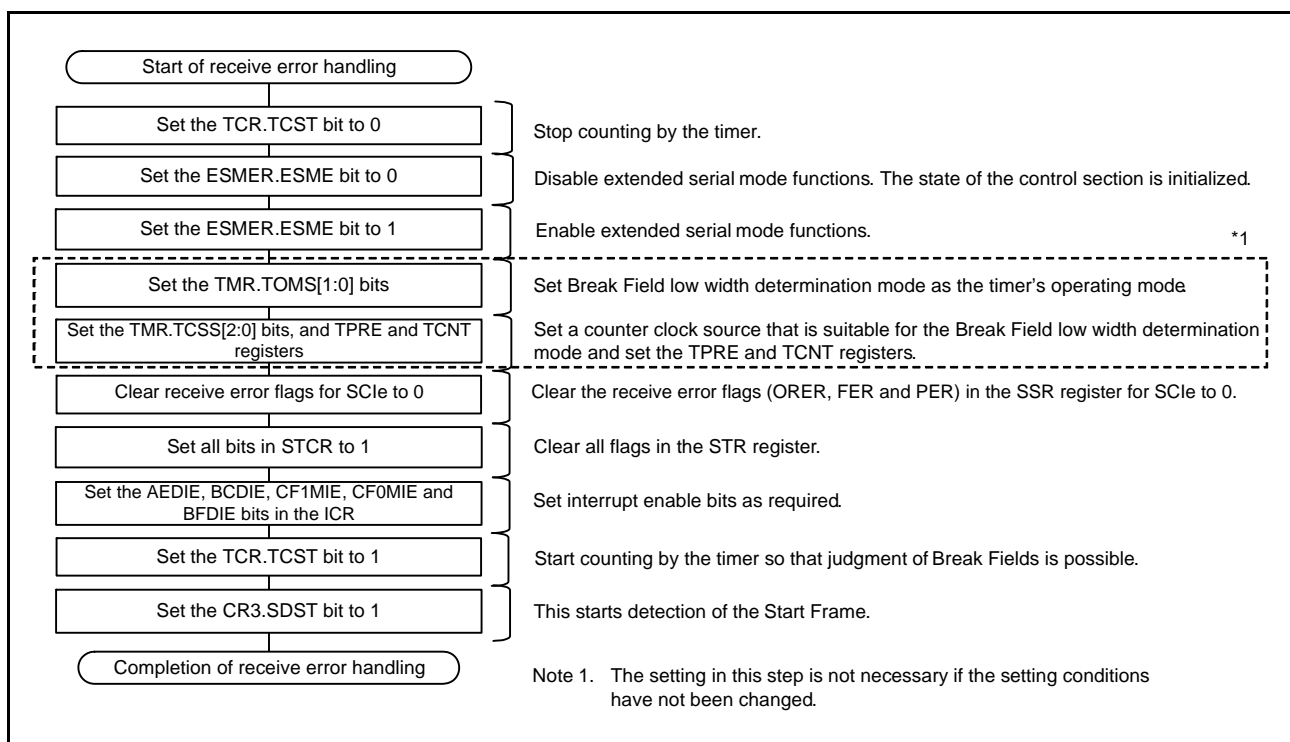 Start of receive error handling
Set the TCR.TCST bit to 0
Stop counting by the timer.
Set the ESMER.ESME bit to 0
Disable extended serial mode functions. The state of the control section is initialized.
Set the ESMER.ESME bit to 1
Enable extended serial mode functions.
*1
Set the TMR.TOMS[1:0] bits
Set Break Field low width determination mode as the timer's operating mode.
Set the TMR.TCSS[2:0] bits, and TPRE and TCNT
registers
Set a counter clock source that is suitable for the Break Field low width determination
mode and set the TPRE and TCNT registers.
Clear receive error flags for SCIe to 0
Clear the receive error flags (ORER, FER and PER) in the SSR register for SCIe to 0.
Set all bits in STCR to 1
Clear all flags in the STR register.
Set the AEDIE, BCDIE, CF1MIE, CF0MIE and
BFDIE bits in the ICR
Set interrupt enable bits as required.
Set the TCR.TCST bit to 1
Start counting by the timer so that judgment of Break Fields is possible.
Set the CR3.SDST bit to 1
This starts detection of the Start Frame.
Completion of receive error handling
Note 1. The setting in this step is not necessary if the setting conditions
have not been changed.